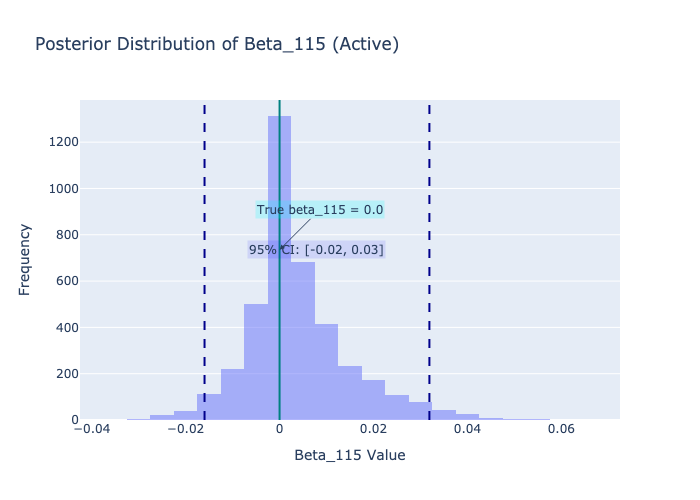 Posterior Distribution of Beta_115 (Active)
1200
1000
800
600
400
200
0
Frequency
True beta_115 = 0.0
95% CI: [-0.02, 0.03]
−0.04
−0.02
0
0.02
0.04
0.06
Beta_115 Value